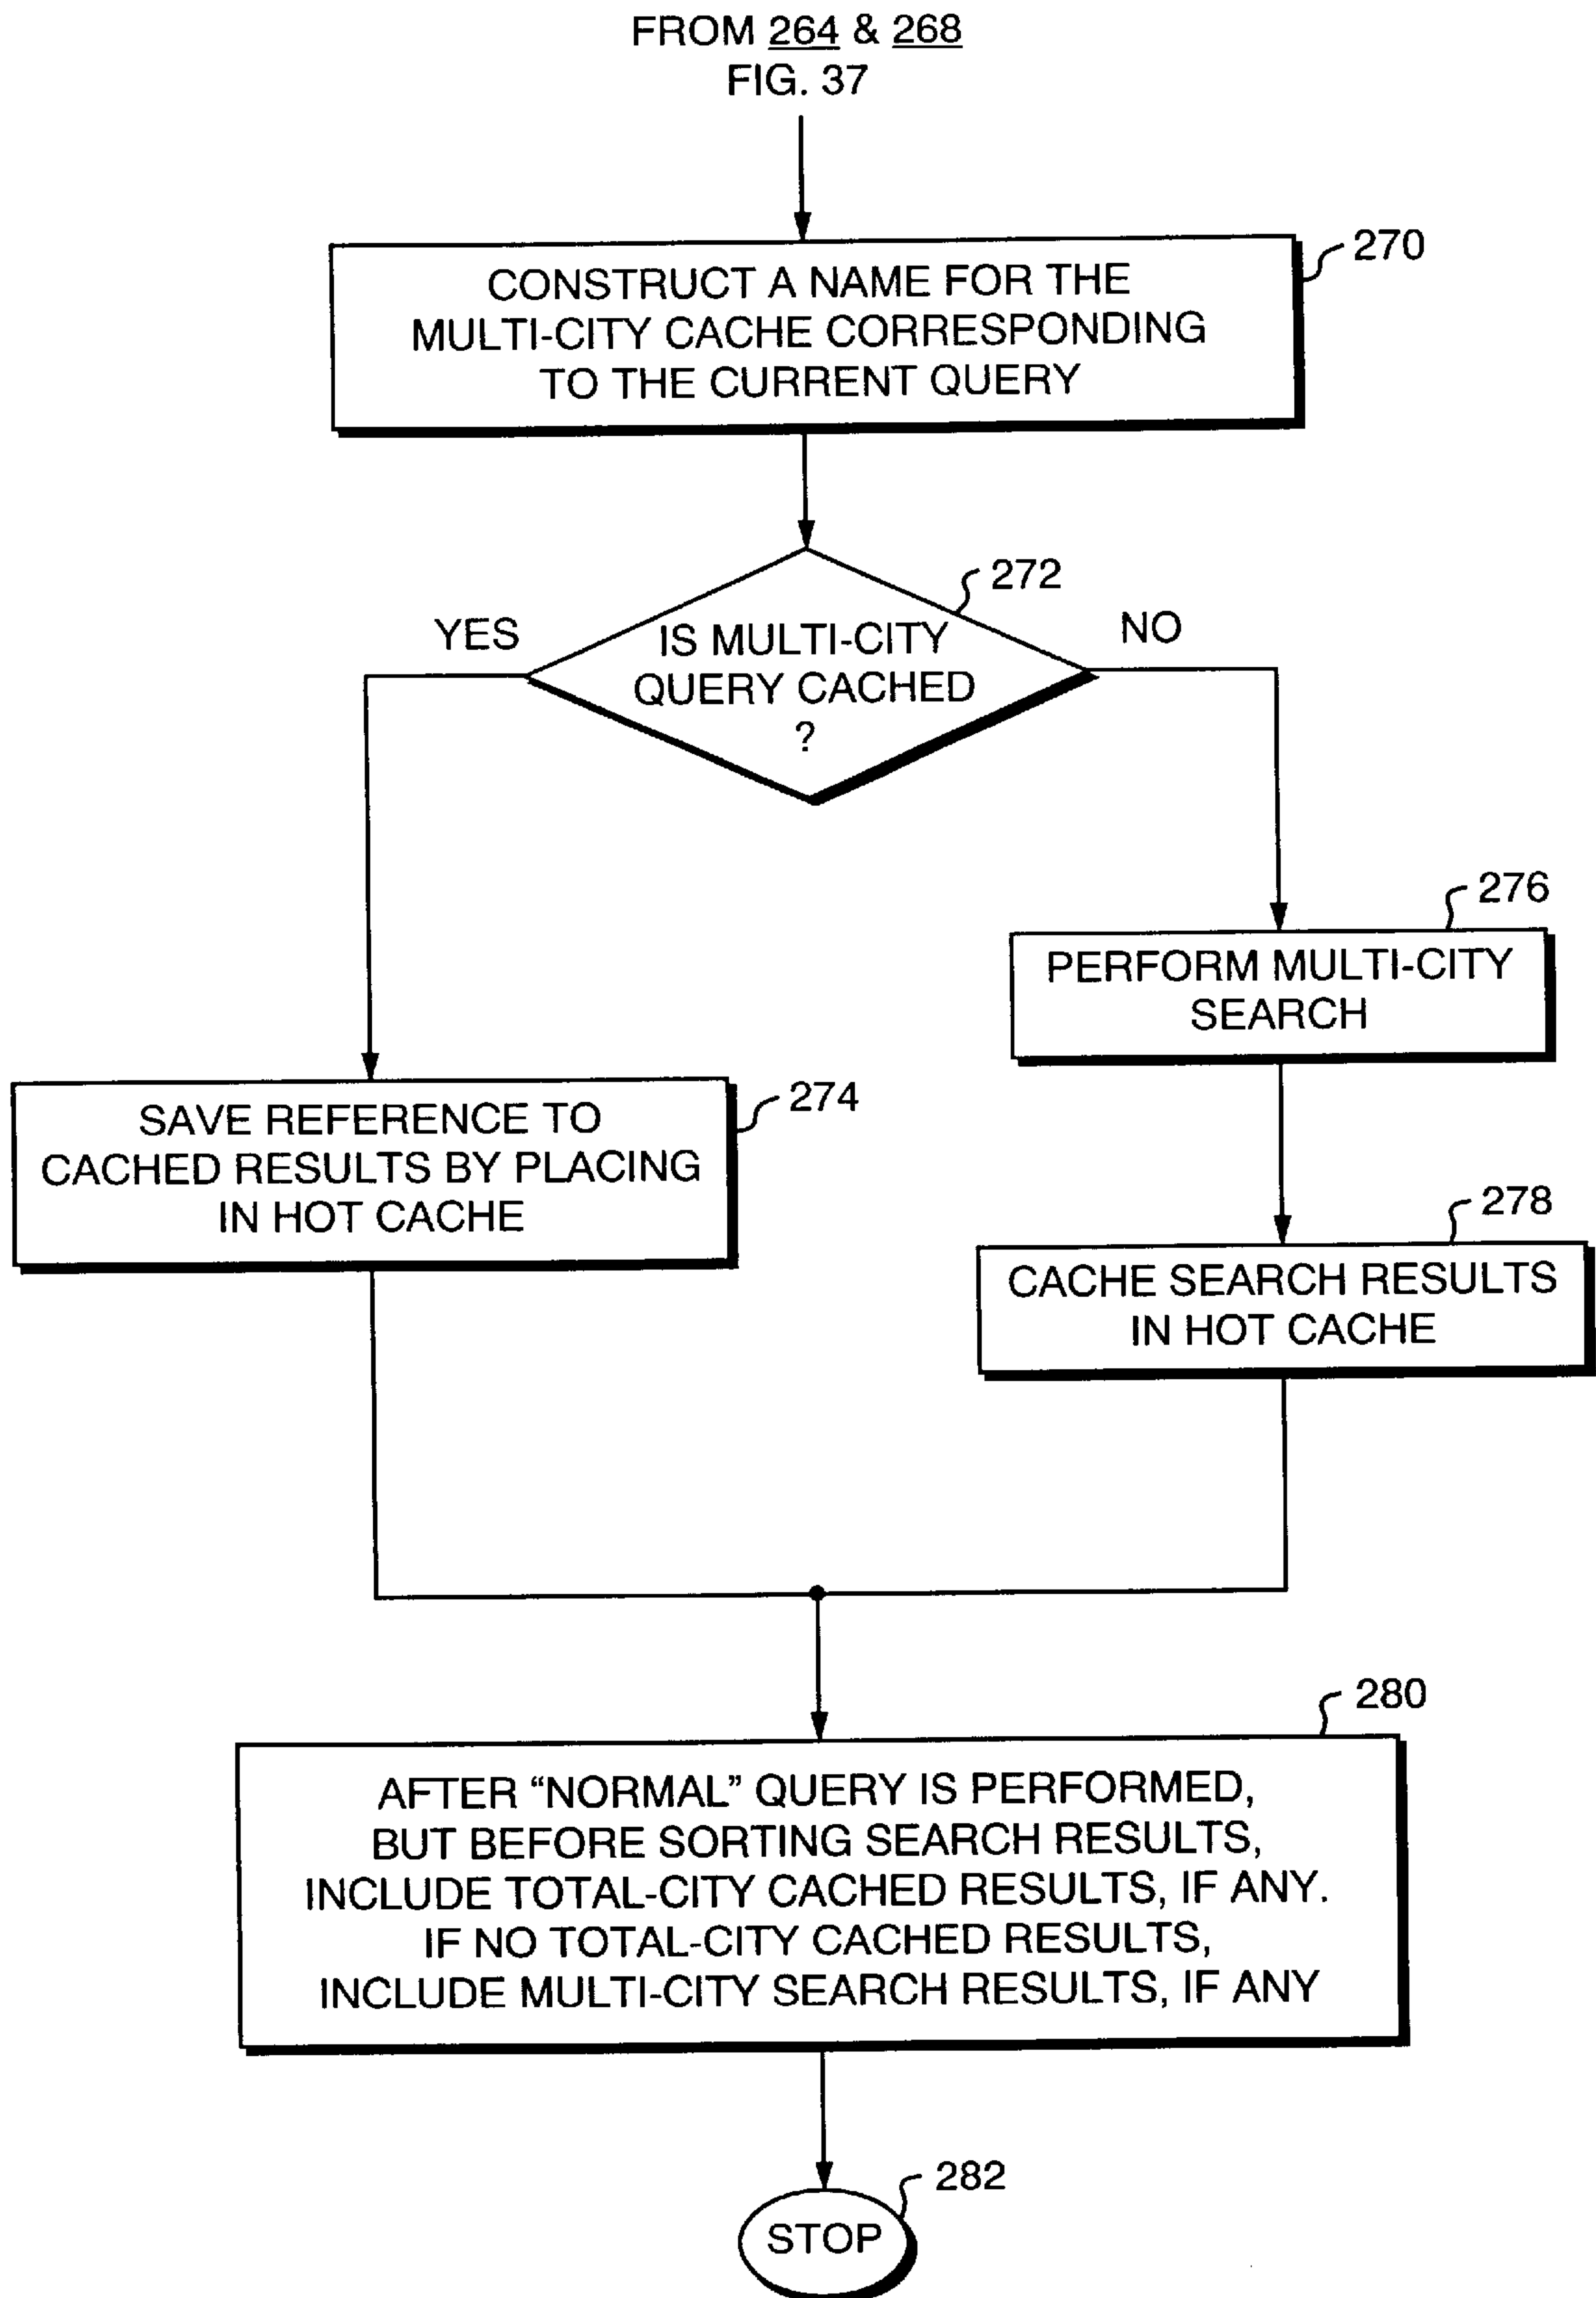 FROM 264 & 268
FIG. 37
270
CONSTRUCT A NAME FOR THE
MULTI-CITY CACHE CORRESPONDING
TO THE CURRENT QUERY
272
YES
NO
IS MULTI-CITY
QUERY CACHED
?
276
PERFORM MULTI-CITY
SEARCH
274
SAVE REFERENCE TO
CACHED RESULTS BY PLACING
IN HOT CACHE
278
CACHE SEARCH RESULTS
IN HOT CACHE
280
AFTER “NORMAL” QUERY IS PERFORMED,
BUT BEFORE SORTING SEARCH RESULTS,
INCLUDE TOTAL-CITY CACHED RESULTS, IF ANY.
IF NO TOTAL-CITY CACHED RESULTS,
INCLUDE MULTI-CITY SEARCH RESULTS, IF ANY
282
STOP